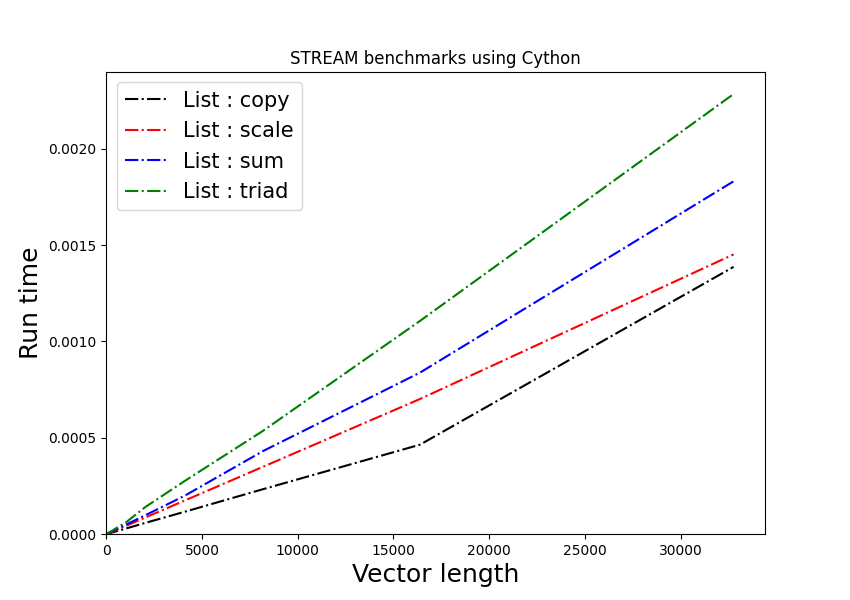 STREAM benchmarks using Cython
List : copy
List : scale
List : sum
List : triad
0.0020
0.0015
0.0010
0.0005
0.0000
Run time
0 5000 10000 15000 20000 25000 30000
Vector length